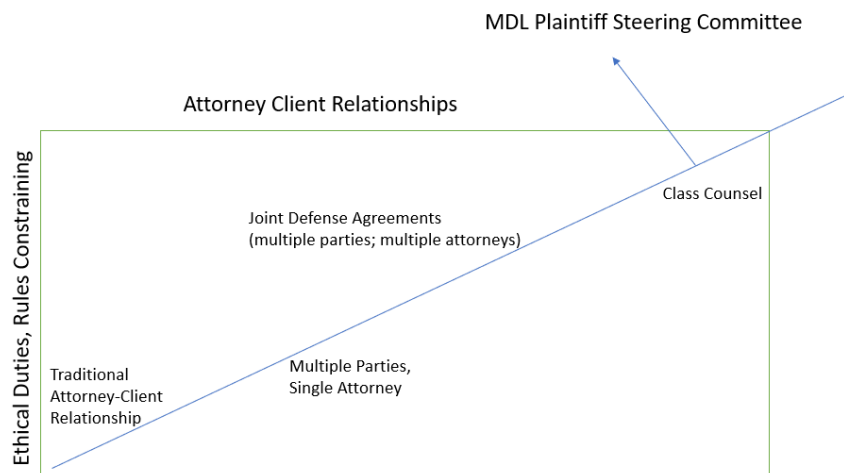 MDL Plaintiff Steering Committee
Attorney Client Relationships
Ethical Duties, Rules Constraining
Class Counsel
Joint Defense Agreements
(multiple parties; multiple attorneys)
Multiple Parties,
Single Attorney
Traditional
Attorney-Client
Relationship